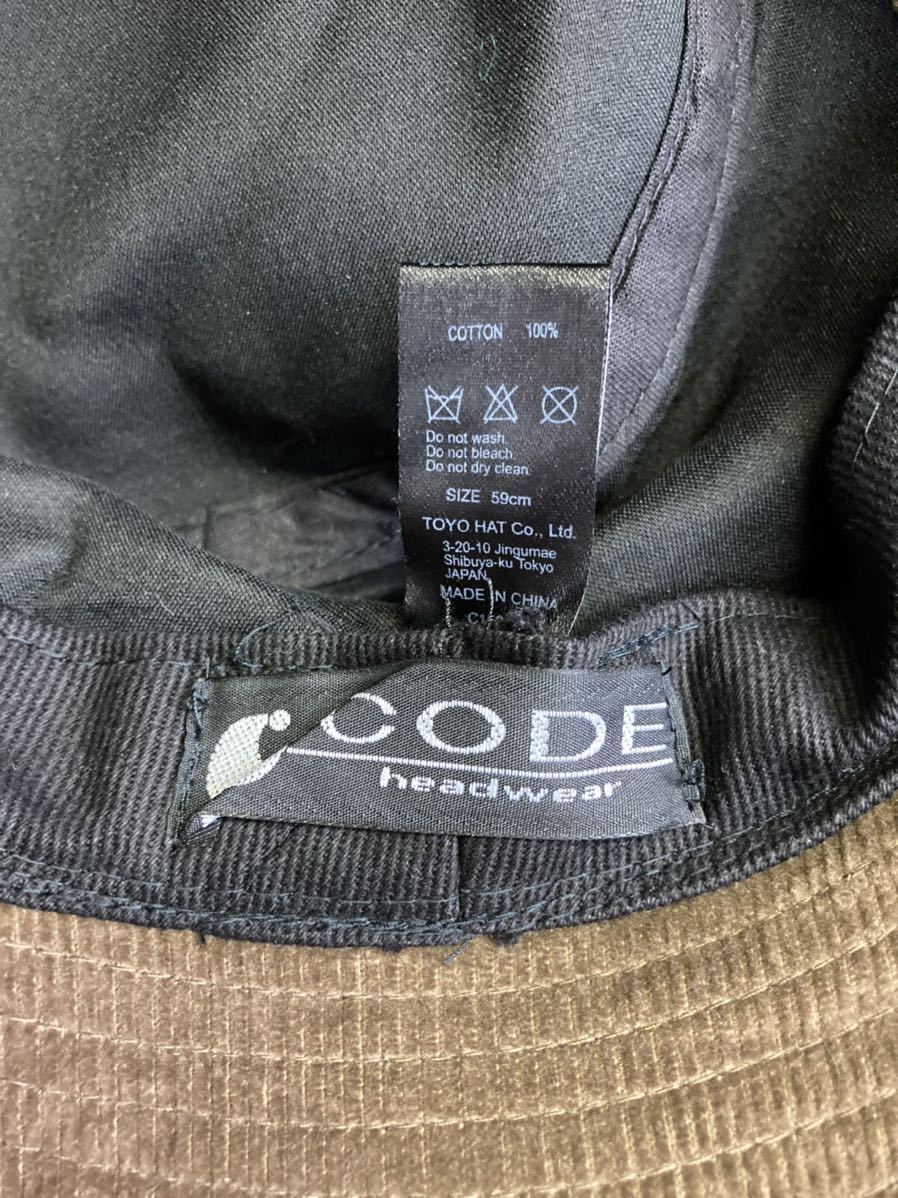 COTTON 100%
Do not wash.
Do not bleach.
Do not dry clean.
SIZE 59cm
TOYO HAT Co., Ltd.
3-20-10 Jingumae
Shibuya-ku Tokyo
JAPAN
MADE IN CHINA
CODE
headwear